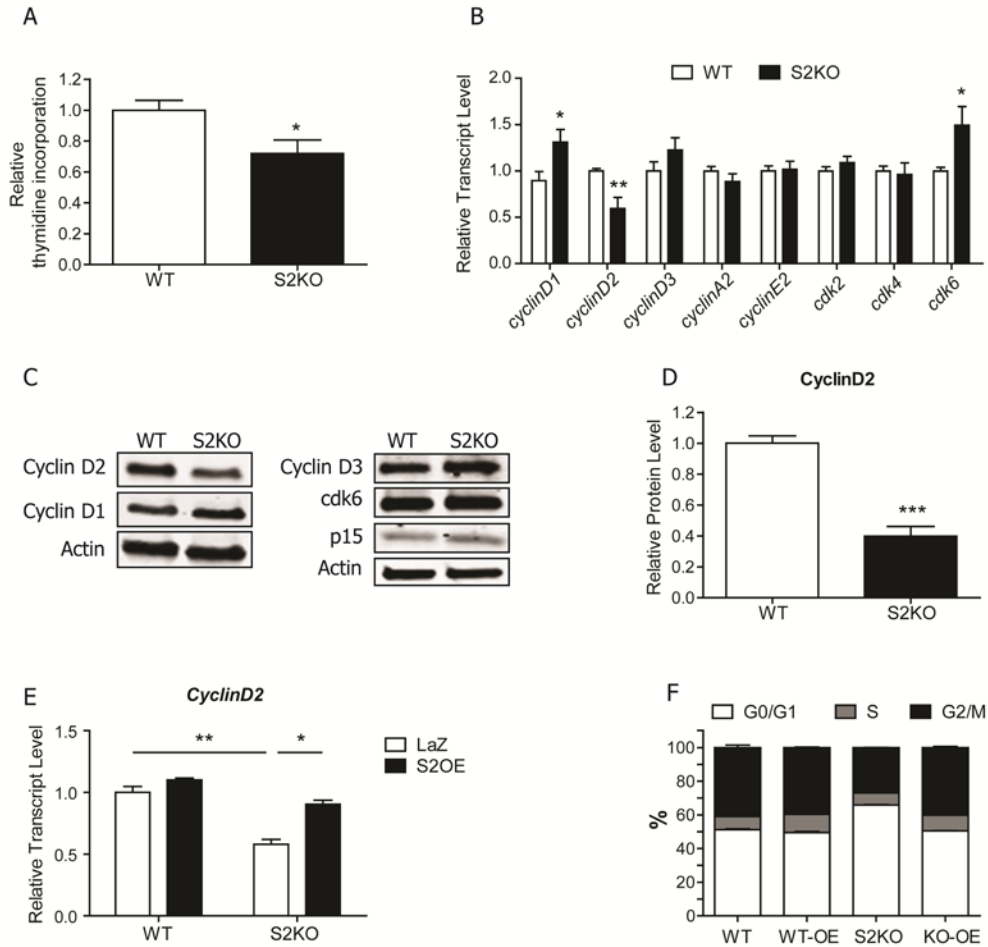 A
Relative
thymidine incorporation
1.2
1.0
0.8
0.6
0.4
0.2
0.0
*
WT
S2KO
B
WT
S2KO
Relative Transcript Level
2.0
1.5
1.0
0.5
0.0
*
**
*
cyclinD1
cyclinD2
cyclinD3
cyclinA2
cyclinE2
cdk2
cdk4
cdk6
C
WT S2KO
Cyclin D2
Cyclin D1
Actin
WT S2KO
Cyclin D3
cdk6
p15
Actin
D
CyclinD2
Relative Protein Level
1.2
1.0
0.8
0.6
0.4
0.2
0.0
***
WT
S2KO
E
CyclinD2
Relative Transcript Level
1.5
1.0
0.5
0.0
**
*
LaZ
S2OE
WT
S2KO
F
G0/G1
S
G2/M
%
100
80
60
40
20
0
WT
WT-OE
S2KO
KO-OE